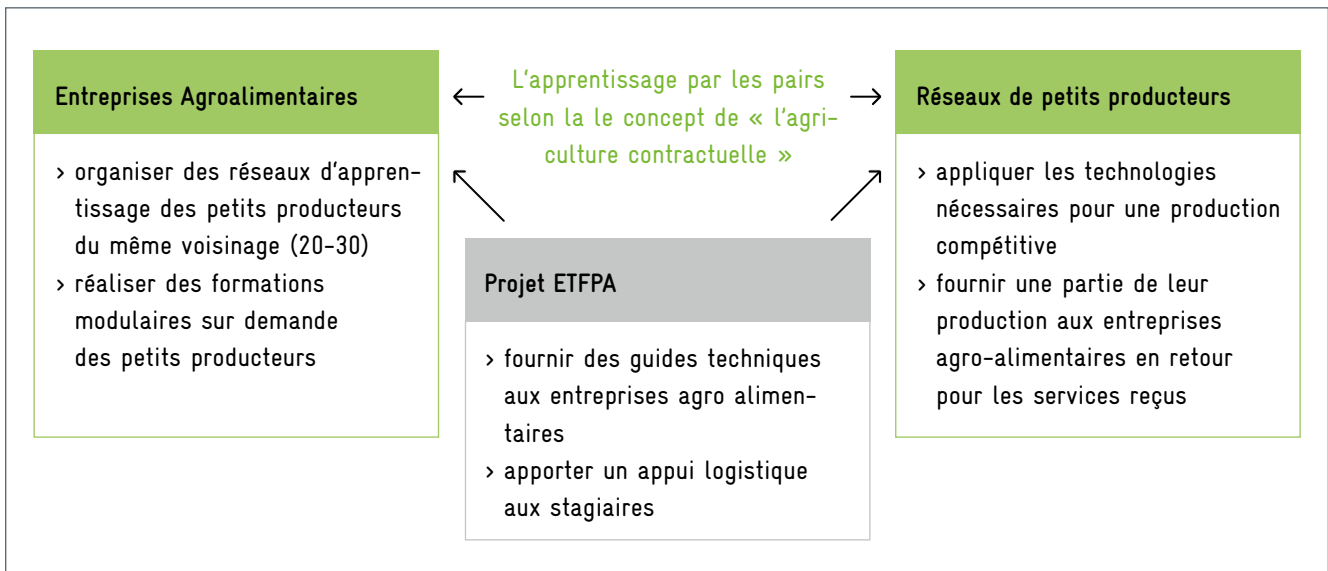 Entreprises Agroalimentaires
› organiser des réseaux d'appren-
tissage des petits producteurs
du même voisinage (20-30)
› réaliser des formations
modulaires sur demande
des petits producteurs
L'apprentissage par les pairs
selon la le concept de « l'agri-
culture contractuelle »
Projet ETFPA
› fournir des guides techniques
aux entreprises agro alimen-
taires
› apporter un appui logistique
aux stagiaires
Réseaux de petits producteurs
› appliquer les technologies
nécessaires pour une production
compétitive
› fournir une partie de leur
production aux entreprises
agro-alimentaires en retour
pour les services reçus